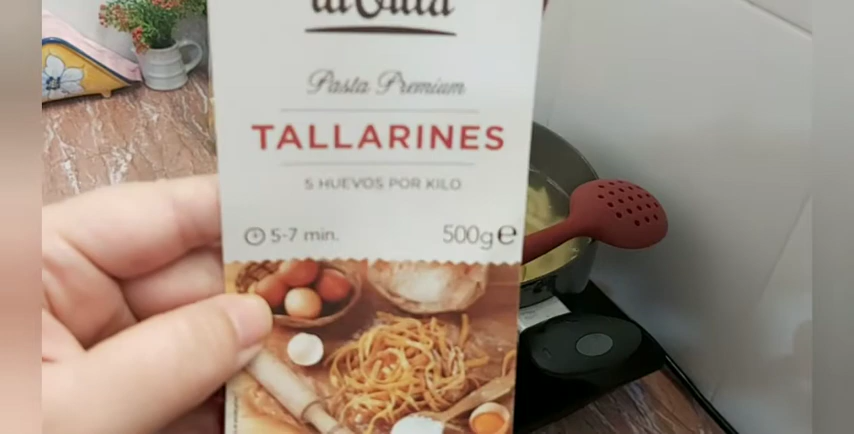 Pasta Premium
TALLARINES
5 HUEVOS POR KILO
5-7 min.
500g℮